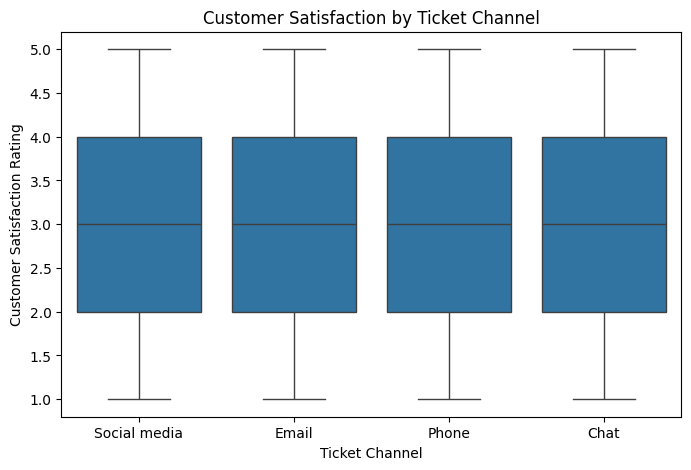 Customer Satisfaction by Ticket Channel
Customer Satisfaction Rating
5.0
4.5
4.0
3.5
3.0
2.5
2.0
1.5
1.0
Social media Email Phone Chat
Ticket Channel